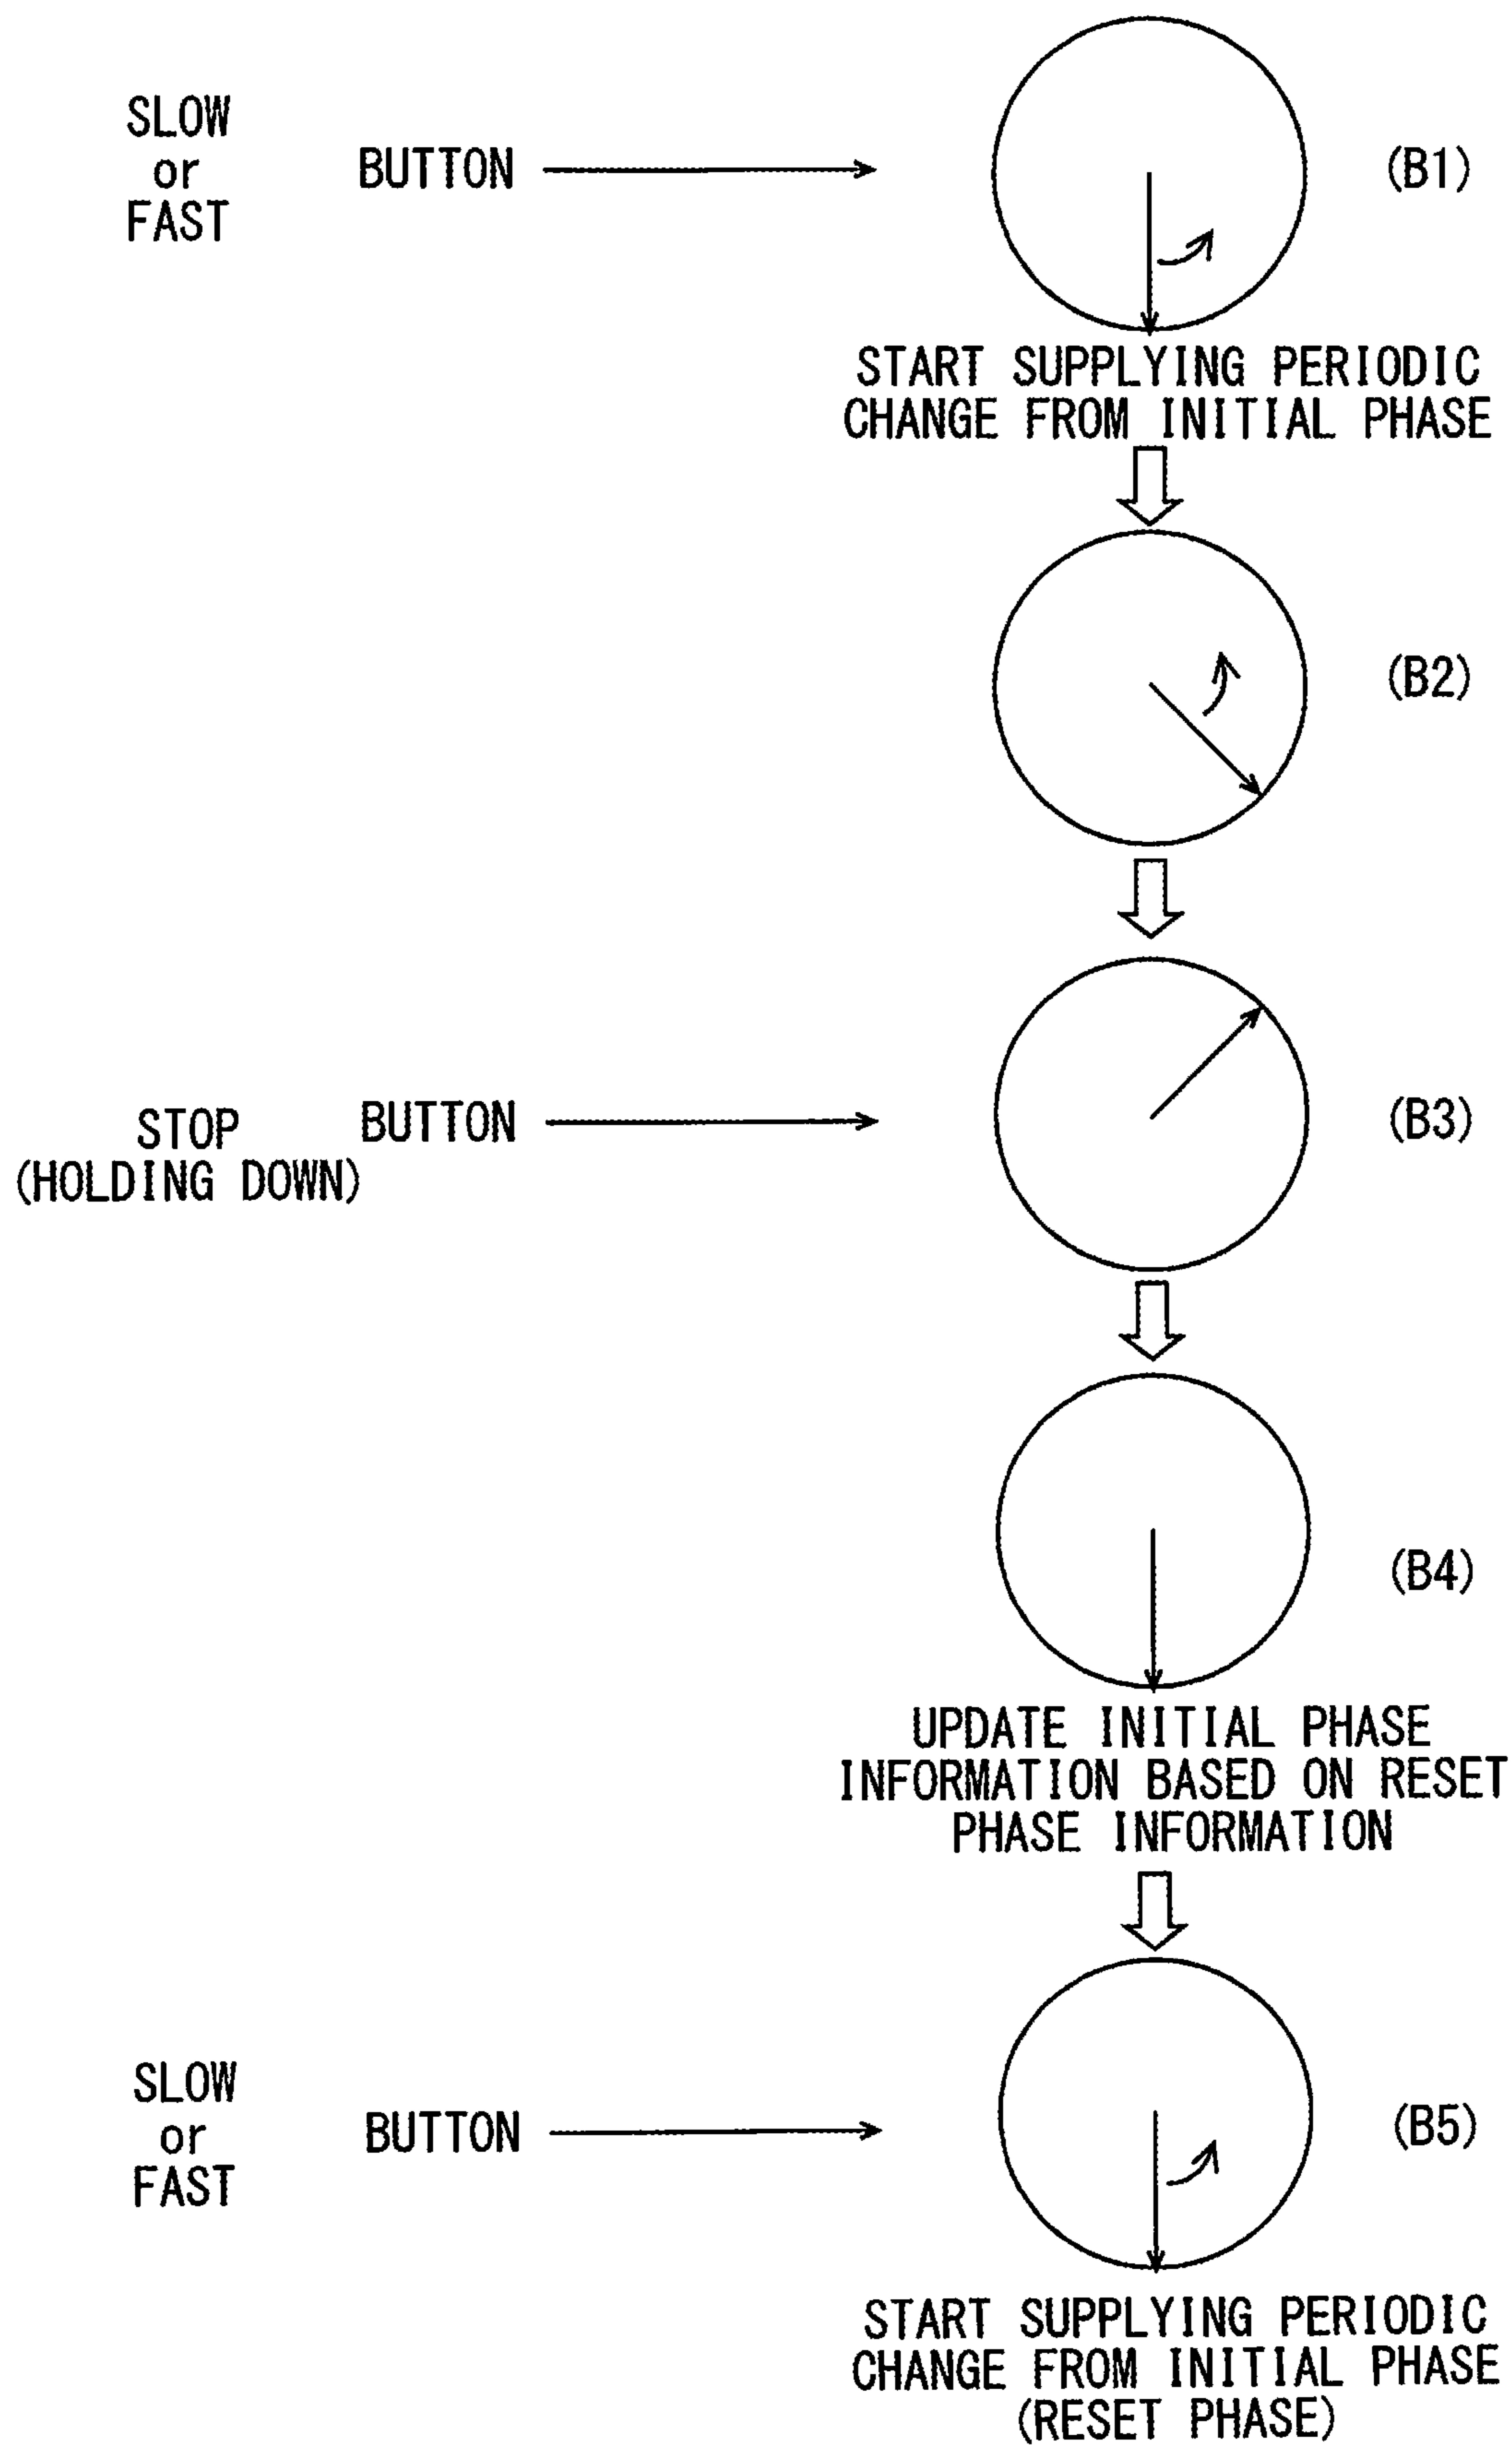 SLOW
or
FAST
BUTTON
(B1)
START SUPPLYING PERIODIC
CHANGE FROM INITIAL PHASE
(B2)
STOP
(HOLDING DOWN)
BUTTON
(B3)
(B4)
UPDATE INITIAL PHASE
INFORMATION BASED ON RESET
PHASE INFORMATION
SLOW
or
FAST
BUTTON
(B5)
START SUPPLYING PERIODIC
CHANGE FROM INITIAL PHASE
(RESET PHASE)